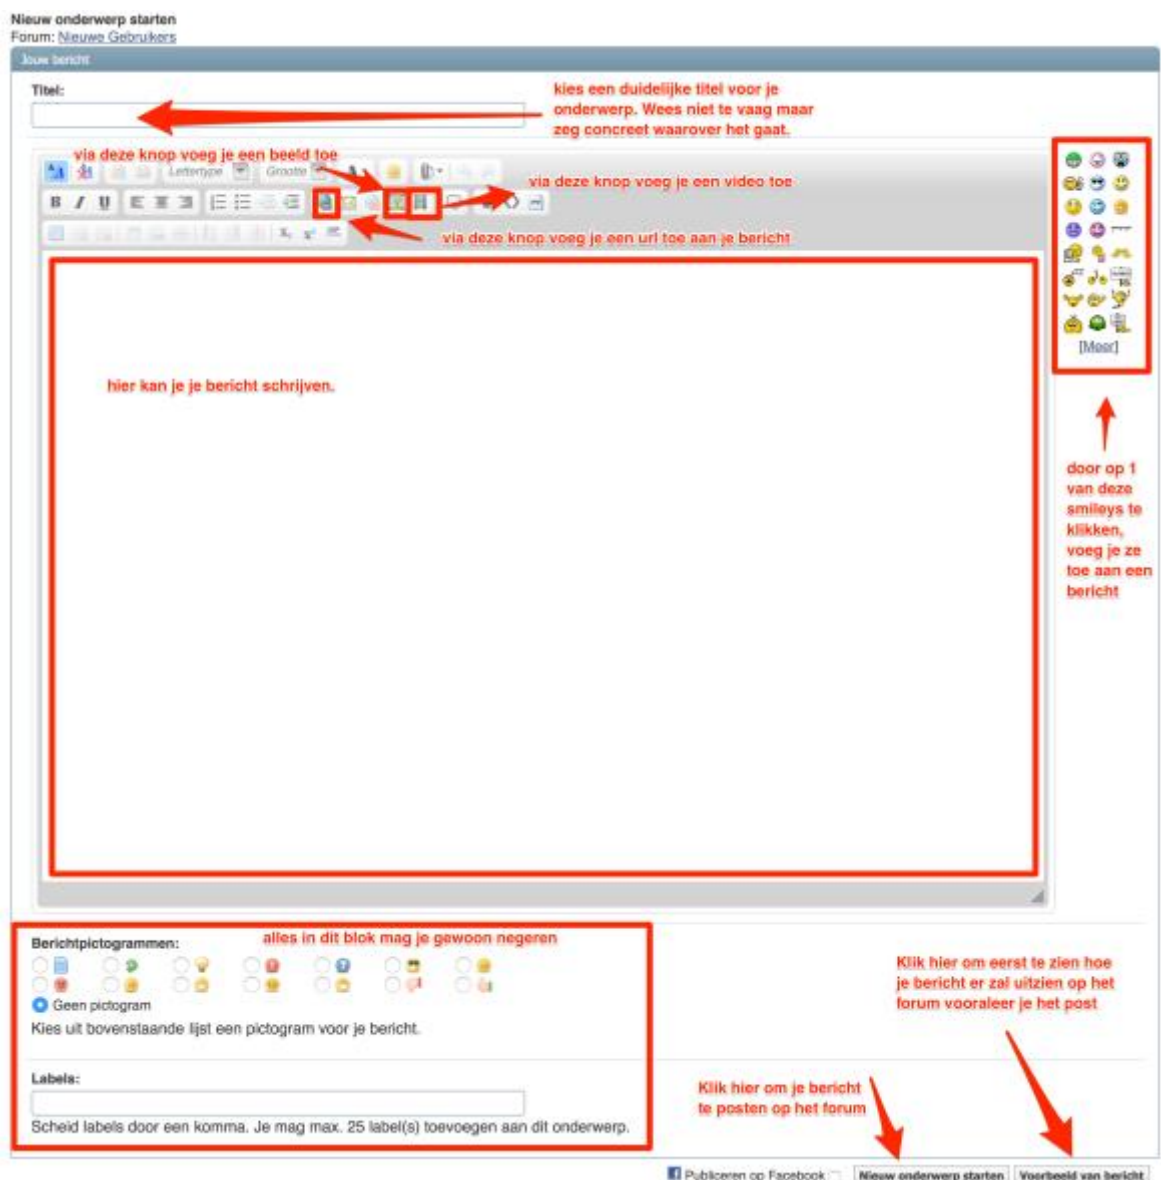 Nieuw onderwerp starten
Forum: Nieuwe Gebruikers
Jouw bericht
Titel:
kies een duidelijke titel voor je
onderwerp. Wees niet te vaag maar
zeg concreet waarover het gaat.
via deze knop voeg je een beeld toe
Lettertype
Grootte
via deze knop voeg je een video toe
B I U
via deze knop voeg je een url toe aan je bericht
hier kan je je bericht schrijven.
[Meer]
door op 1
van deze
smileys te
klikken,
voeg je ze
toe aan een
bericht
Berichtpictogrammen:
alles in dit blok mag je gewoon negeren
Geen pictogram
Kies uit bovenstaande lijst een pictogram voor je bericht.
Klik hier om eerst te zien hoe
je bericht er zal uitzien op het
forum vooraleer je het post
Labels:
Scheid labels door een komma. Je mag max. 25 label(s) toevoegen aan dit onderwerp.
Klik hier om je bericht
te posten op het forum
Publiceren op Facebook
Nieuw onderwerp starten
Voorbeeld van bericht